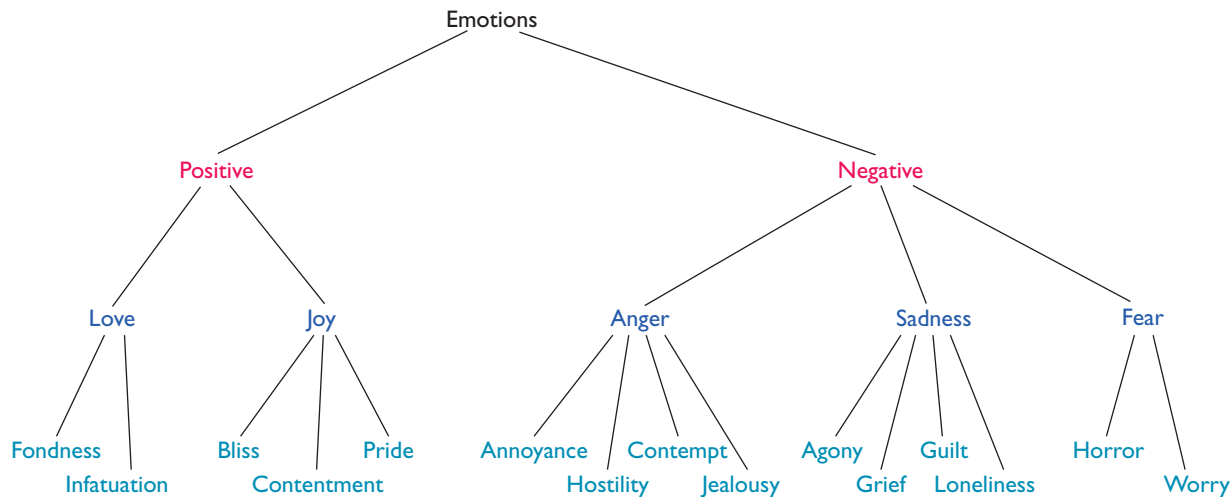 Emotions
Positive Negative
Love Joy Anger Sadness Fear
Fondness Bliss Pride Annoyance Contempt Agony Guilt Horror
Infatuation Contentment Hostility Jealousy Grief Loneliness Worry